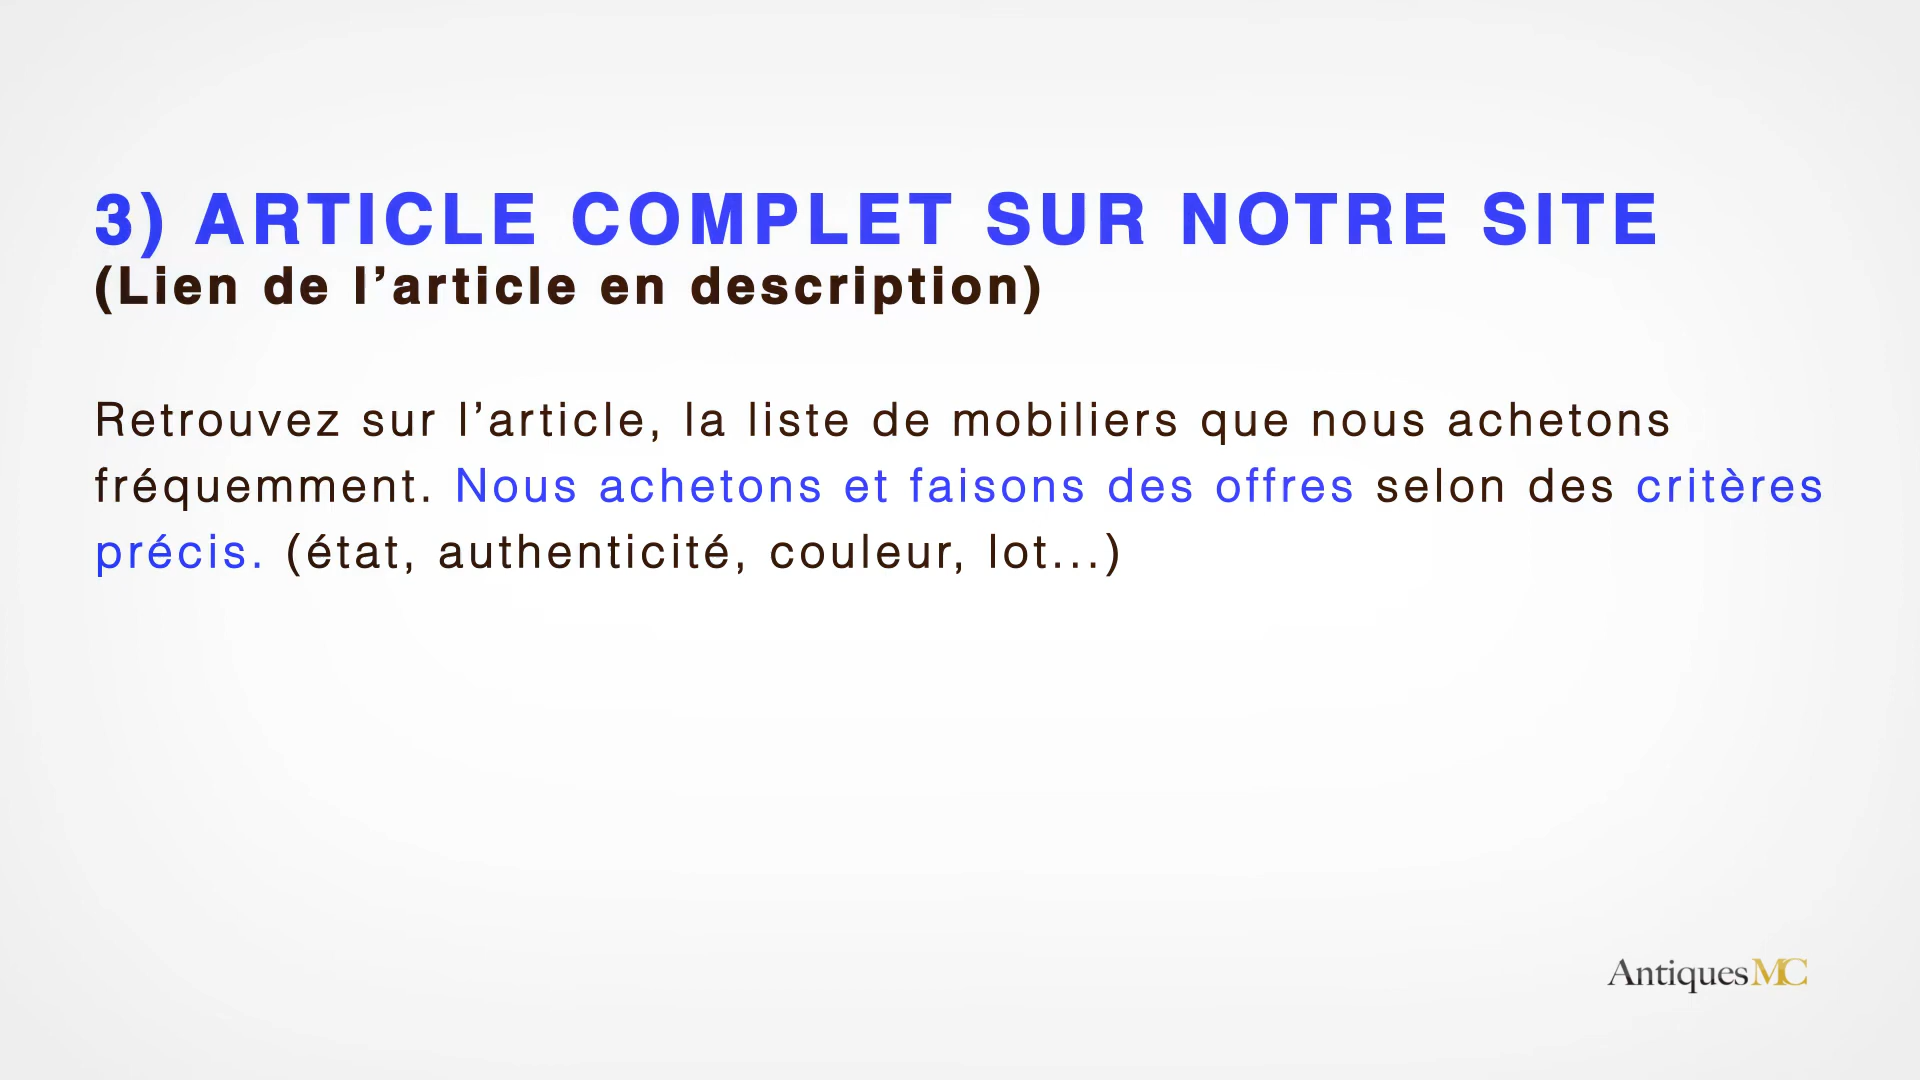 3) ARTICLE COMPLET SUR NOTRE SITE
(Lien de l’article en description)
Retrouvez sur l’article, la liste de mobiliers que nous achetons
fréquemment. Nous achetons et faisons des offres selon des critères
précis. (état, authenticité, couleur, lot...)
AntiquesMC